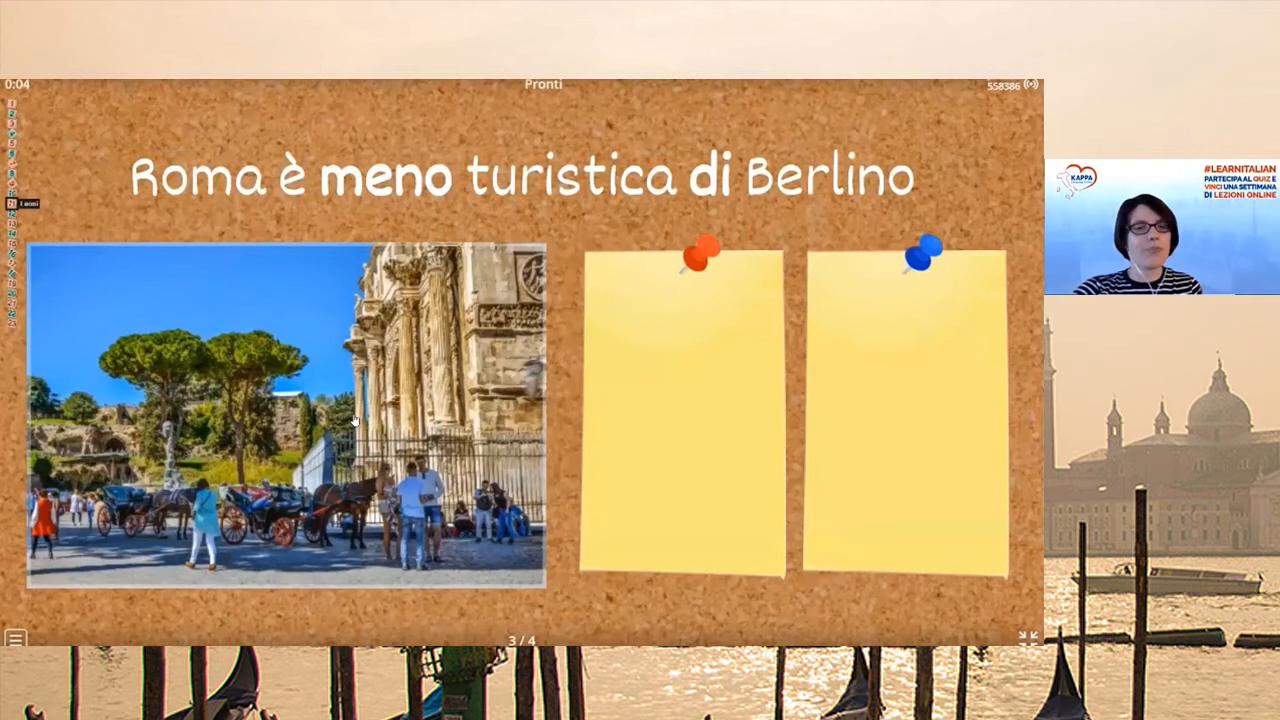 0:04
Pronti
558386
Roma è meno turistica di Berlino
KAPPA
#LEARNITALIAN
PARTECIPA AL QUIZ E
VINCI UNA SETTIMANA
DI LEZIONI ONLINE
3 / 4